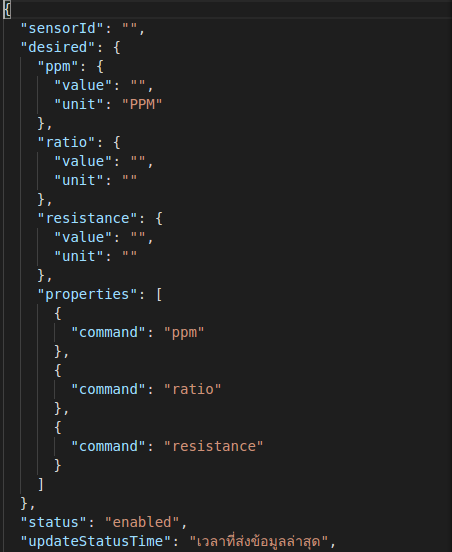 {
  "sensorId": "",
  "desired": {
    "ppm": {
      "value": "",
      "unit": "PPM"
    },
    "ratio": {
      "value": "",
      "unit": ""
    },
    "resistance": {
      "value": "",
      "unit": ""
    },
    "properties": [
      {
        "command": "ppm"
      },
      {
        "command": "ratio"
      },
      {
        "command": "resistance"
      }
    ]
  },
  "status": "enabled",
  "updateStatusTime": "เวลาที่ส่งข้อมูลล่าสุด",